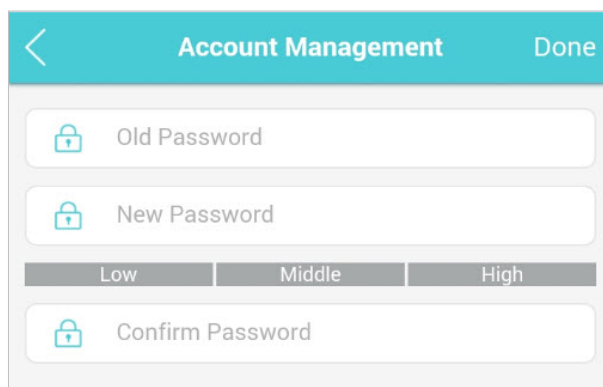 Account Management Done
Old Password
New Password
Low Middle High
Confirm Password